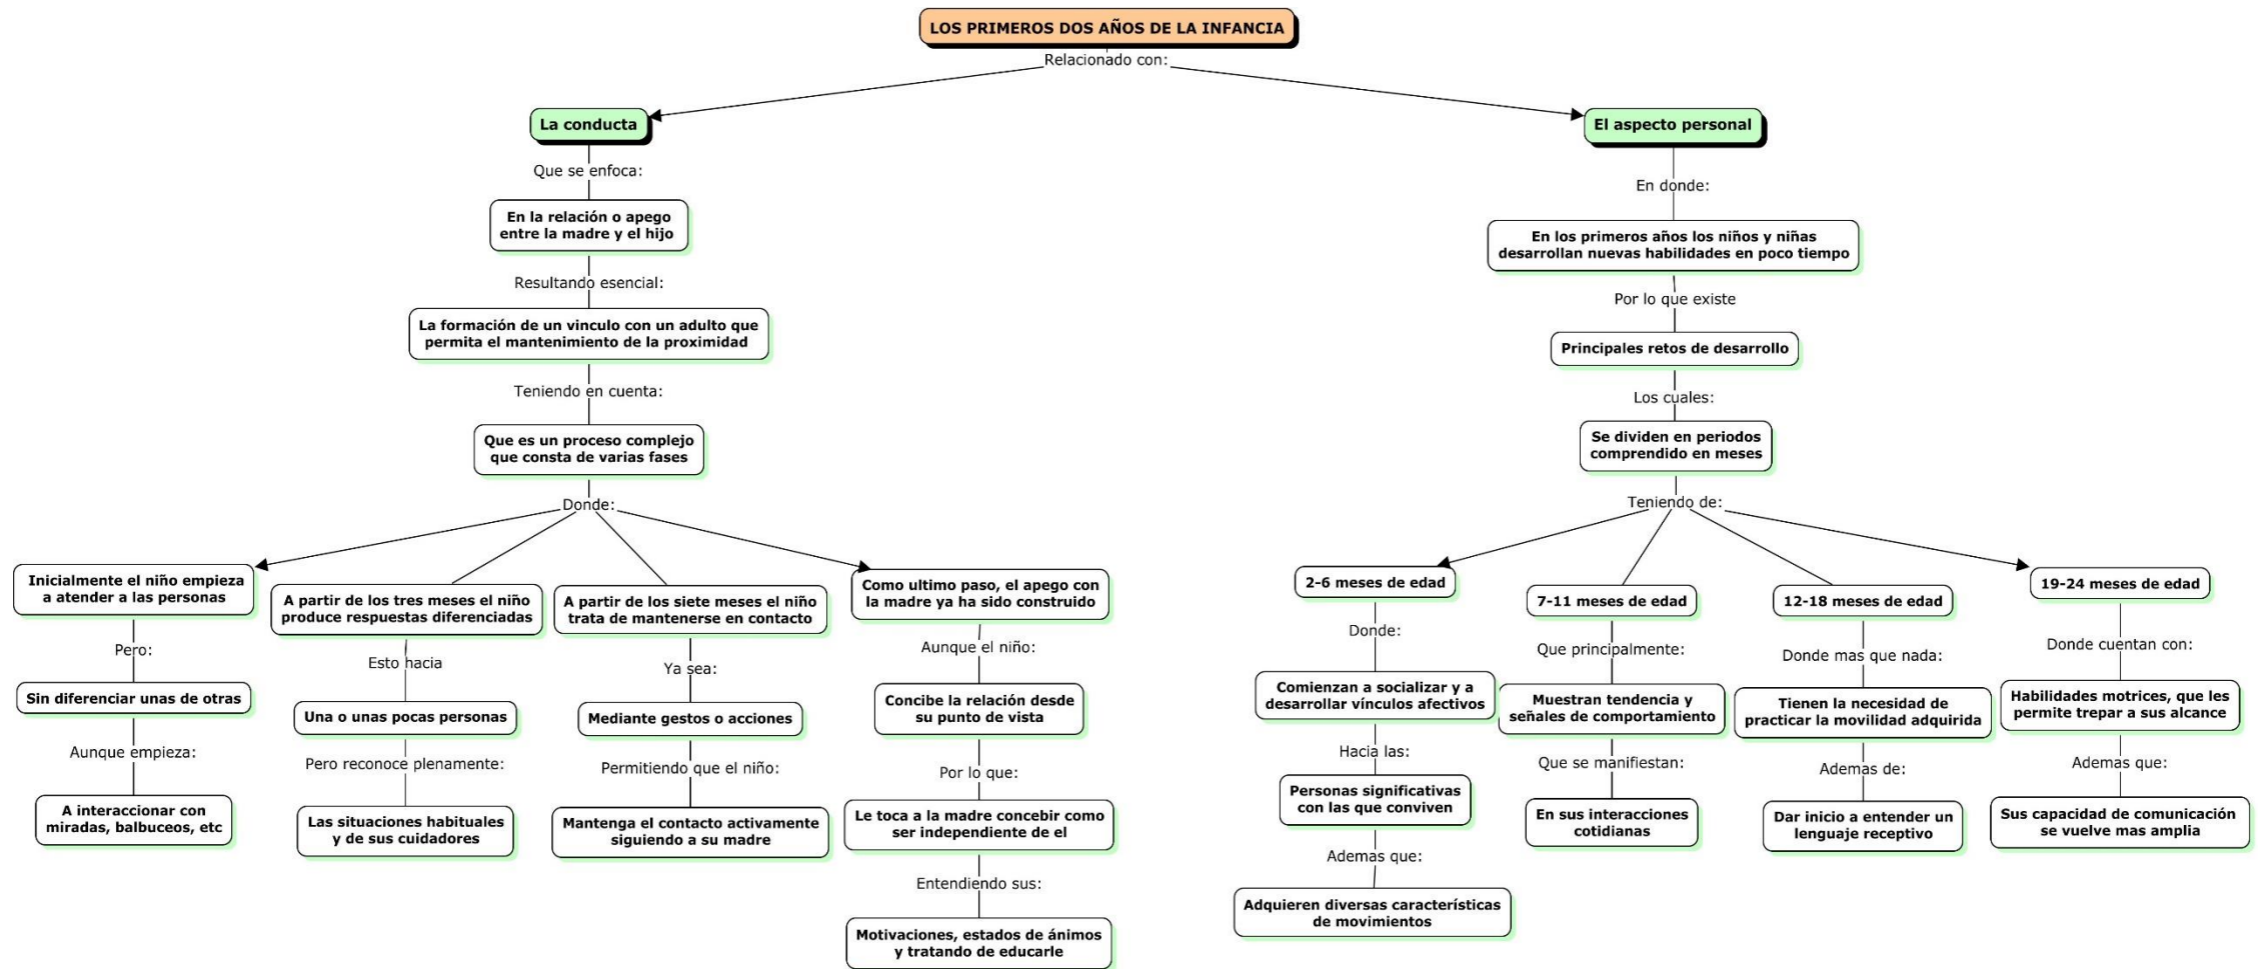 LOS PRIMEROS DOS AÑOS DE LA INFANCIA
Relacionado con:
La conducta
Que se enfoca:
En la relación o apego
entre la madre y el hijo
Resultando esencial:
La formación de un vinculo con un adulto que
permita el mantenimiento de la proximidad
Teniendo en cuenta:
Que es un proceso complejo
que consta de varias fases
Donde:
Inicialmente el niño empieza
a atender a las personas
Pero:
Sin diferenciar unas de otras
Aunque empieza:
A interaccionar con
miradas, balbuceos, etc
A partir de los tres meses el niño
produce respuestas diferenciadas
Esto hacia
Una o unas pocas personas
Pero reconoce plenamente:
Las situaciones habituales
y de sus cuidadores
A partir de los siete meses el niño
trata de mantenerse en contacto
Ya sea:
Mediante gestos o acciones
Permitiendo que el niño:
Mantenga el contacto activamente
siguiendo a su madre
Como ultimo paso, el apego con
la madre ya ha sido construido
Aunque el niño:
Concibe la relación desde
su punto de vista
Por lo que:
Le toca a la madre concebir como
ser independiente de el
Entendiendo sus:
Motivaciones, estados de ánimos
y tratando de educarle
El aspecto personal
En donde:
En los primeros años los niños y niñas
desarrollan nuevas habilidades en poco tiempo
Por lo que existe
Principales retos de desarrollo
Los cuales:
Se dividen en periodos
comprendido en meses
Teniendo de:
2-6 meses de edad
Donde:
Comienzan a socializar y a
desarrollar vínculos afectivos
Hacia las:
Personas significativas
con las que conviven
Ademas que:
Adquieren diversas características
de movimientos
7-11 meses de edad
Que principalmente:
Muestran tendencia y
señales de comportamiento
Que se manifiestan:
En sus interacciones
cotidianas
12-18 meses de edad
Donde mas que nada:
Tienen la necesidad de
practicar la movilidad adquirida
Ademas de:
Dar inicio a entender un
lenguaje receptivo
19-24 meses de edad
Donde cuentan con:
Habilidades motrices, que les
permite trepar a sus alcance
Ademas que:
Sus capacidad de comunicación
se vuelve mas amplia